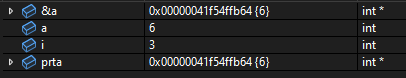 &a 0x00000041f54ffb64 {6} int *
a 6 int
i 3 int
prta 0x00000041f54ffb64 {6} int *